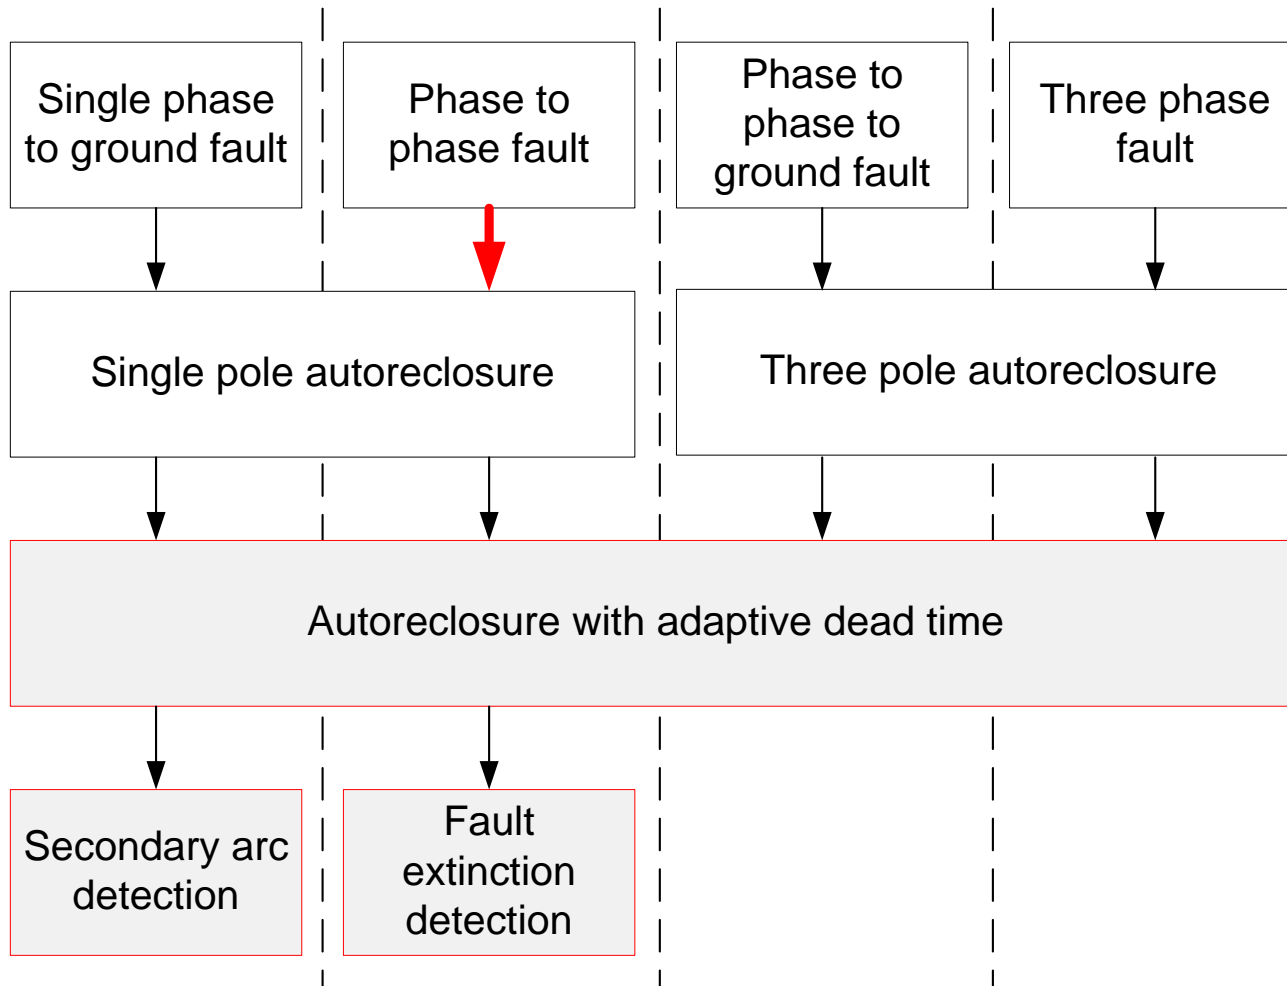 Single phase
to ground fault
Phase to
phase fault
Phase to
phase to
ground fault
Three phase
fault
Single pole autoreclosure
Three pole autoreclosure
Autoreclosure with adaptive dead time
Secondary arc
detection
Fault
extinction
detection